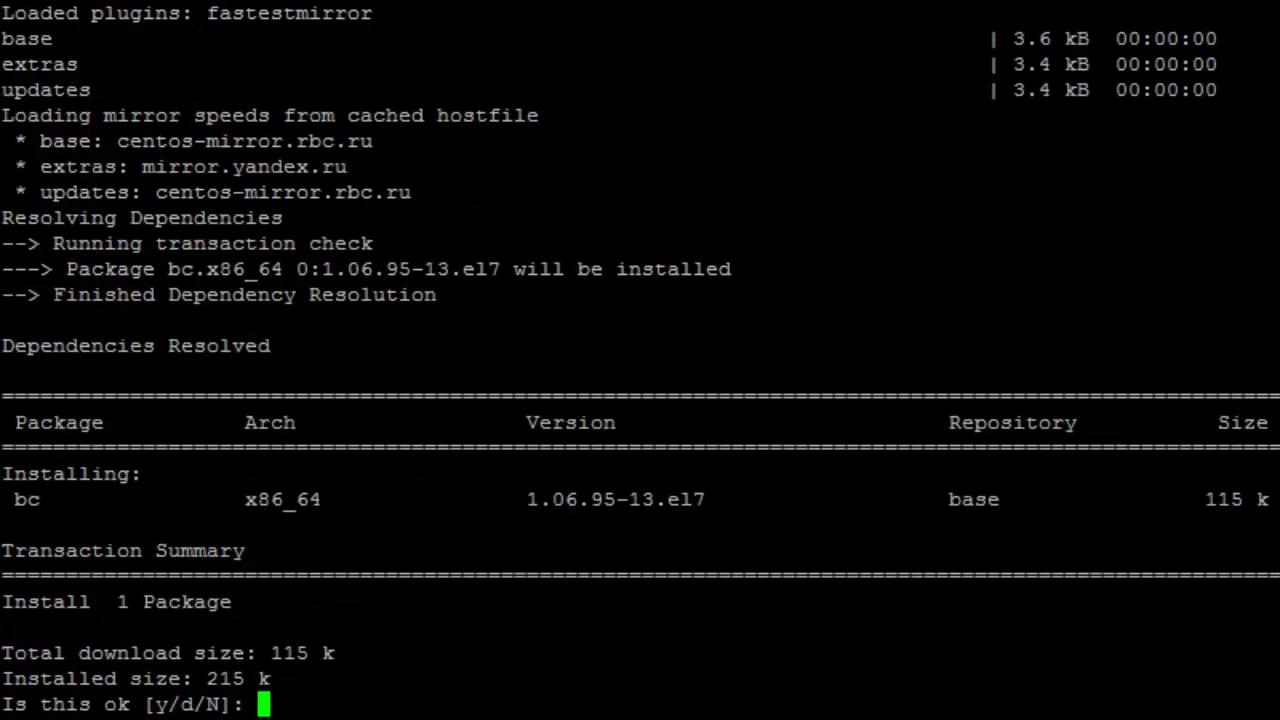 Loaded plugins: fastestmirror
base | 3.6 kB 00:00:00
extras | 3.4 kB 00:00:00
updates | 3.4 kB 00:00:00
Loading mirror speeds from cached hostfile
* base: centos-mirror.rbc.ru
* extras: mirror.yandex.ru
* updates: centos-mirror.rbc.ru
Resolving Dependencies
--> Running transaction check
---> Package bc.x86_64 0:1.06.95-13.el7 will be installed
--> Finished Dependency Resolution
Dependencies Resolved
================================================================================
Package Arch Version Repository Size
================================================================================
Installing:
bc x86_64 1.06.95-13.el7 base 115 k
Transaction Summary
================================================================================
Install 1 Package
Total download size: 115 k
Installed size: 215 k
Is this ok [y/d/N]: